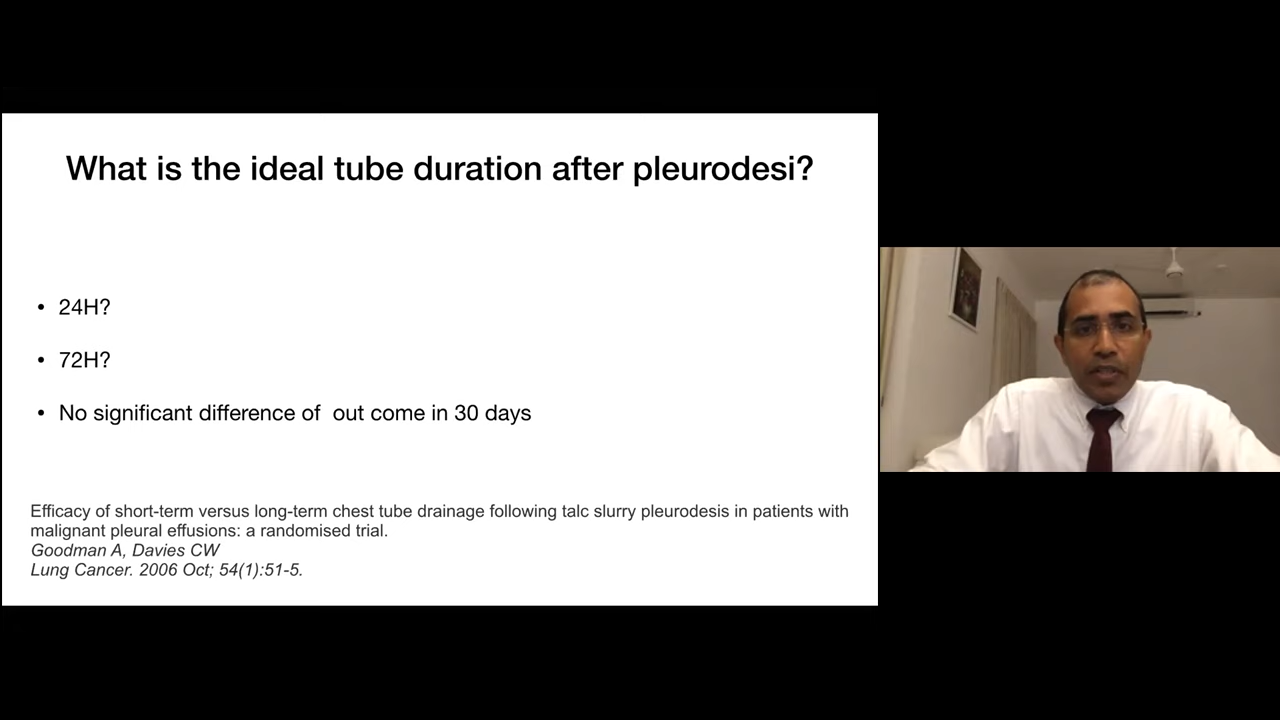 What is the ideal tube duration after pleurodesi?
• 24H?
• 72H?
• No significant difference of  out come in 30 days
Efficacy of short-term versus long-term chest tube drainage following talc slurry pleurodesis in patients with
malignant pleural effusions: a randomised trial.
Goodman A, Davies CW
Lung Cancer. 2006 Oct; 54(1):51-5.